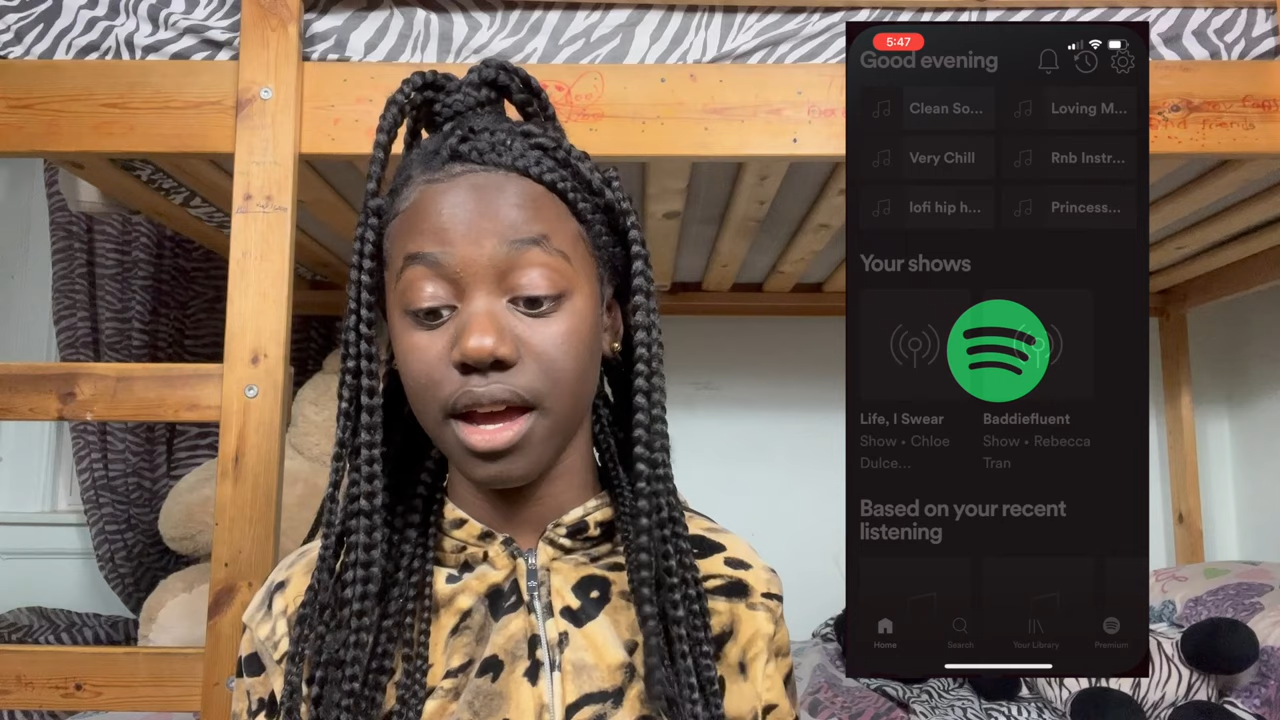 5:47
Good evening
Clean So...
Loving M...
Very Chill
Rnb Instr...
lofi hip h...
Princess...
Your shows
Life, I Swear
Show • Chloe
Dulce...
Baddiefluent
Show • Rebecca
Tran
Based on your recent
listening
Home
Search
Your Library
Premium
friends